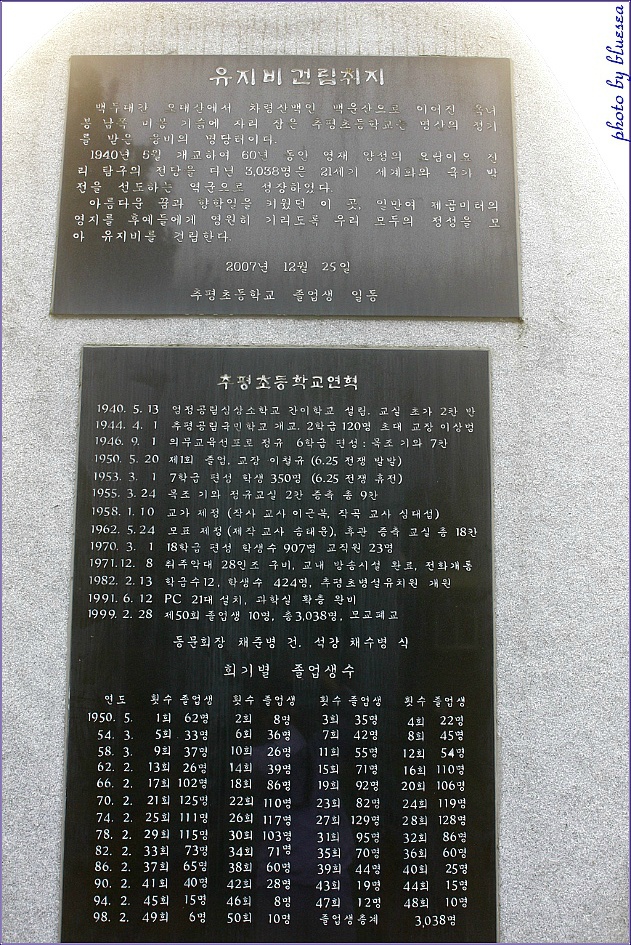 photo by bluesea
유지비 건립취지
백두대간 오대산에서 차령산맥인 백운산으로 이어진 옥녀
봉 남쪽 미봉 기슭에 자리 잡은 추평초등학교는 명산의 정기
를 받은 웅비의 명당터이다.
1940년 5월 개교하여 60년 동안 영재 양성의 요람이요 진
리 탐구의 전당을 다닌 3,038명은 21세기 세계화와 국가 발
전을 선도하는 역군으로 성장하였다.
아름다운 꿈과 향학열을 키웠던 이 곳, 일만여 제곱미터의
영지를 후예들에게 영원히 기리도록 우리 모두의 정성을 모
아 유지비를 건립한다.
2007년 12월 25일
추평초등학교 졸업생 일동
추평초등학교연혁
1940. 5. 13 엄정공립심상소학교 간이학교 설립, 교실 초가 2칸 반
1944. 4. 1 추평공립국민학교 개교, 2학급 120명 초대 교장 이상범
1946. 9. 1 의무교육선포로 정규 6학급 편성 : 목조 기와 7칸
1950. 5. 20 제1회 졸업, 교장 이철규 (6.25 전쟁 발발)
1953. 3. 1 7학급 편성 학생 350명 (6.25 전쟁 휴전)
1955. 3. 24 목조 기와 정규교실 2칸 증축 총 9칸
1958. 1. 10 교가 제정 (작사 교사 이근복, 작곡 교사 심대섭)
1962. 5. 24 모표 제정 (제작 교사 승태윤), 후관 증축 교실 총 18칸
1970. 3. 1 18학급 편성 학생수 907명 교직원 23명
1971. 12. 8 취주악대 28인조 구비, 교내 방송시설 완료, 전화개통
1982. 2. 13 학급수12, 학생수 424명, 추평초병설유치원 개원
1991. 6. 12 PC 21대 설치, 과학실 확충 완비
1999. 2. 28 제50회 졸업생 10명, 총3,038명, 모교폐교
동문회장 채준병 건. 석강 채수병 식
회기별 졸업생수
연도 횟수 졸업생 횟수 졸업생 횟수 졸업생 횟수 졸업생
1950. 5. 1회 62명 2회 8명 3회 35명 4회 22명
54. 3. 5회 33명 6회 36명 7회 42명 8회 45명
58. 3. 9회 37명 10회 26명 11회 55명 12회 54명
62. 2. 13회 26명 14회 39명 15회 71명 16회 110명
66. 2. 17회 102명 18회 86명 19회 92명 20회 106명
70. 2. 21회 125명 22회 110명 23회 82명 24회 119명
74. 2. 25회 111명 26회 117명 27회 129명 28회 128명
78. 2. 29회 115명 30회 103명 31회 95명 32회 86명
82. 2. 33회 73명 34회 71명 35회 70명 36회 60명
86. 2. 37회 65명 38회 60명 39회 44명 40회 25명
90. 2. 41회 40명 42회 28명 43회 19명 44회 15명
94. 2. 45회 15명 46회 8명 47회 12명 48회 10명
98. 2. 49회 6명 50회 10명 졸업생총계 3,038명